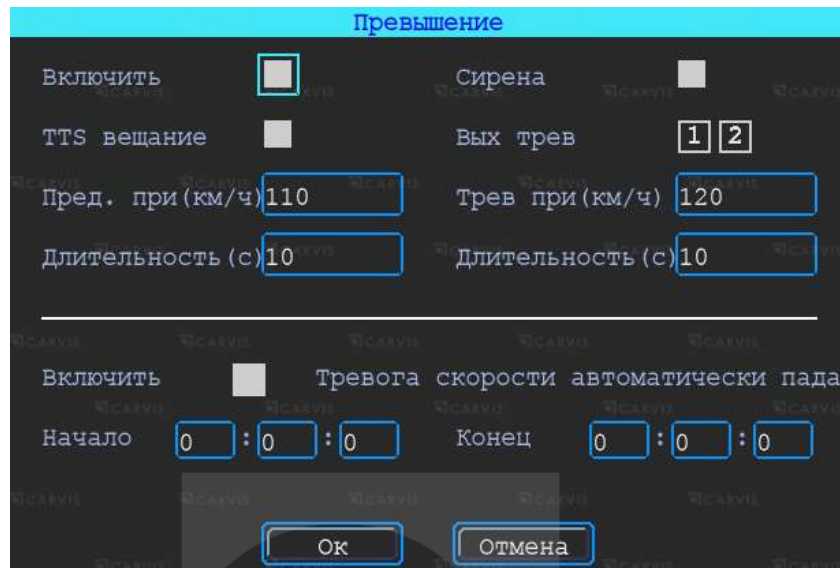 Превышение
Включить Сирена
TTS вещание Вых трев 1 2
Пред. при(км/ч) 110 Трев при(км/ч) 120
Длительность(с) 10 Длительность(с) 10
Включить Тревога скорости автоматически пада
Начало 0 : 0 : 0 Конец 0 : 0 : 0
Ок Отмена
CARVIS